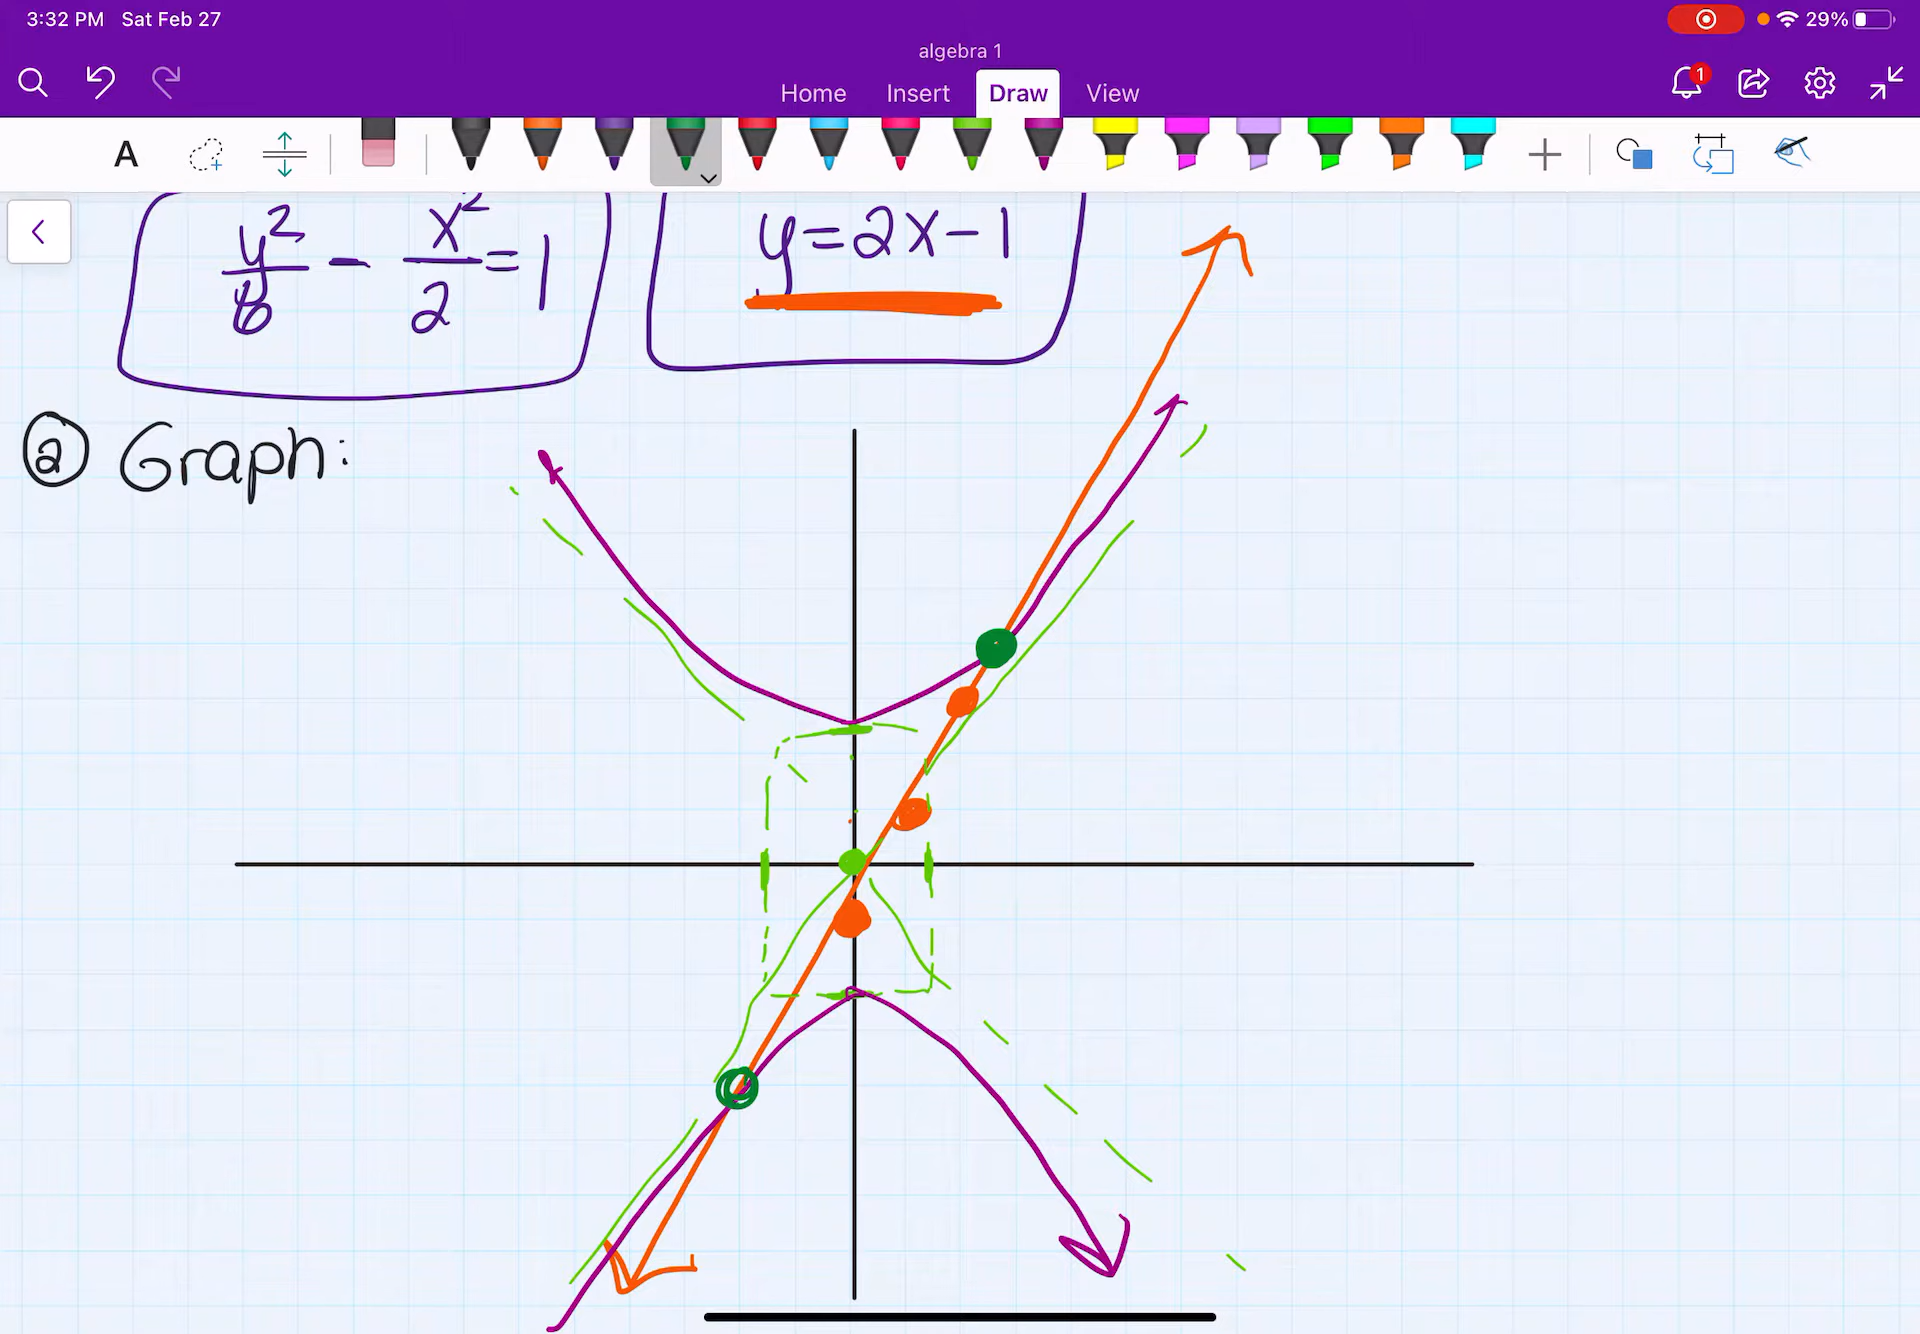 3:32 PM Sat Feb 27
29%
algebra 1
Home Insert Draw View
1
A
y²/6 - x²/2 = 1
y=2x-1
② Graph: